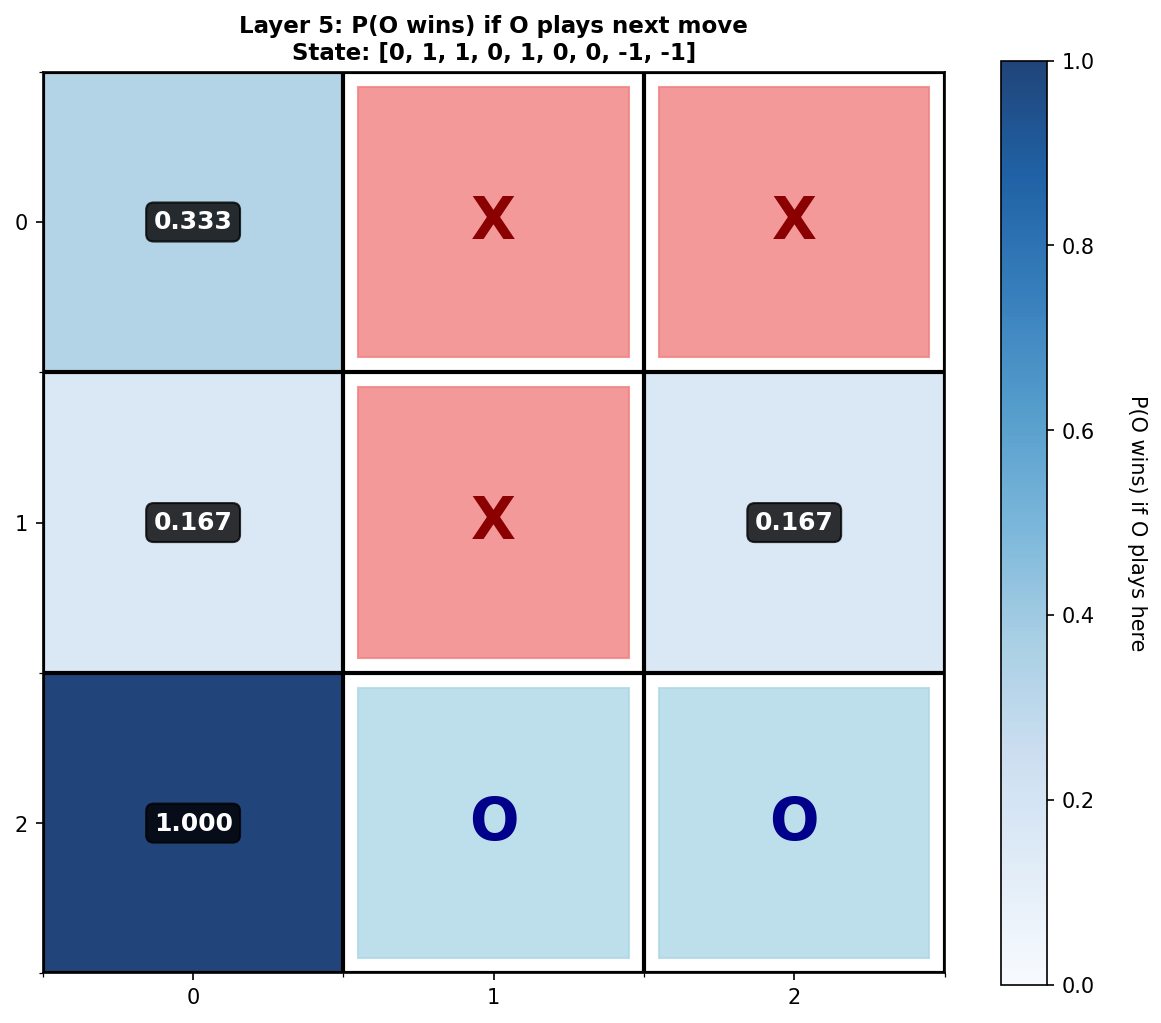 Layer 5: P(O wins) if O plays next move
State: [0, 1, 1, 0, 1, 0, 0, -1, -1]
0
0.333
X
X
1
0.167
X
0.167
2
1.000
O
O
0
1
2
1.0
0.8
0.6
0.4
0.2
0.0
P(O wins) if O plays here